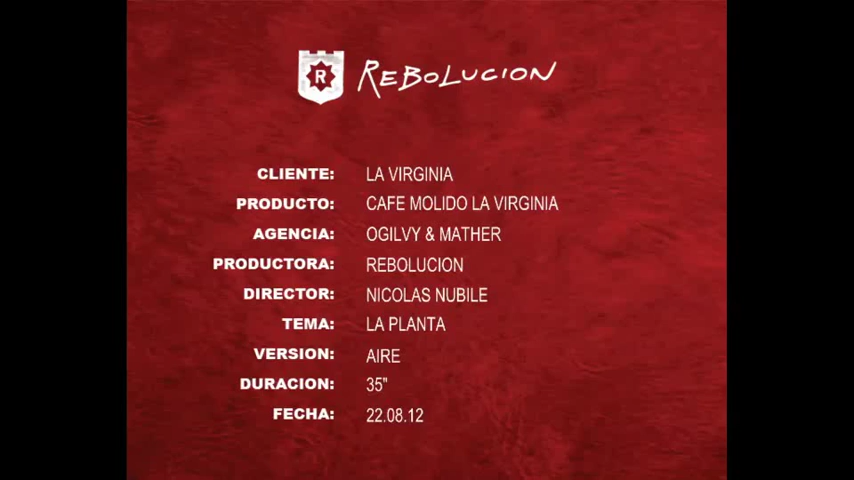 R REBOLUCION
CLIENTE: LA VIRGINIA
PRODUCTO: CAFE MOLIDO LA VIRGINIA
AGENCIA: OGILVY & MATHER
PRODUCTORA: REBOLUCION
DIRECTOR: NICOLAS NUBILE
TEMA: LA PLANTA
VERSION: AIRE
DURACION: 35"
FECHA: 22.08.12